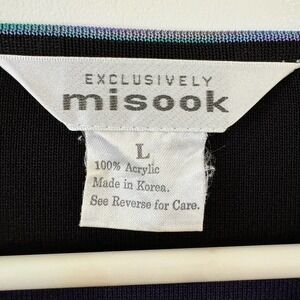 EXCLUSIVELY
misook
L
100% Acrylic
Made in Korea.
See Reverse for Care.